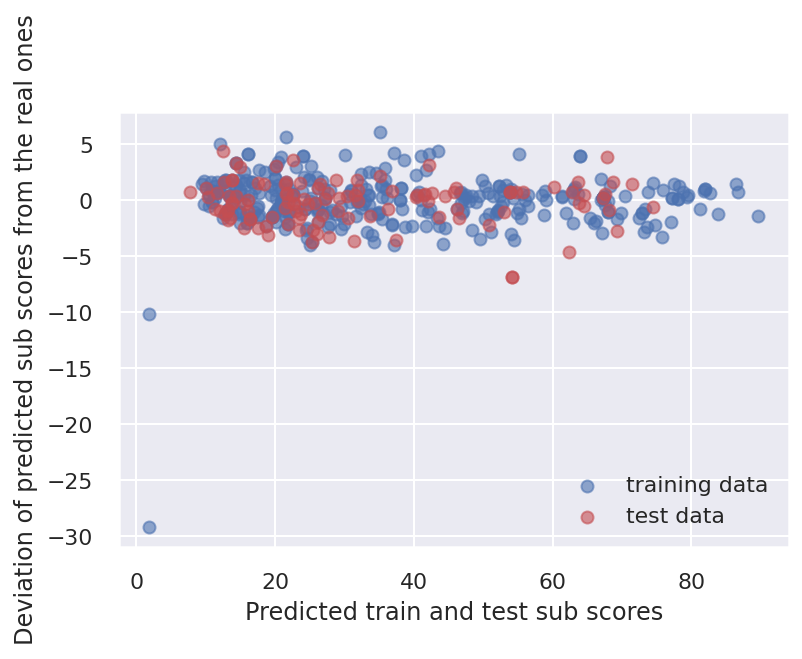 Deviation of predicted sub scores from the real ones
5
0
−5
−10
−15
−20
−25
−30
training data
test data
0 20 40 60 80
Predicted train and test sub scores